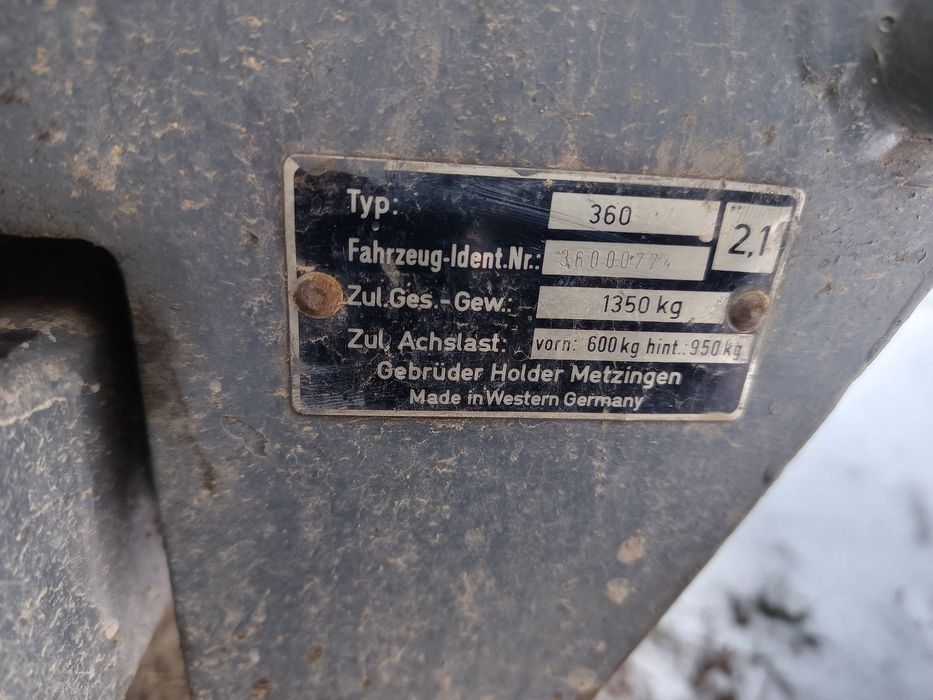 Typ: 360 2,1
Fahrzeug-Ident.Nr.: 36000774
Zul.Ges.-Gew.: 1350 kg
Zul. Achslast: vorn: 600kg hint.: 950kg
Gebrüder Holder Metzingen
Made in Western Germany